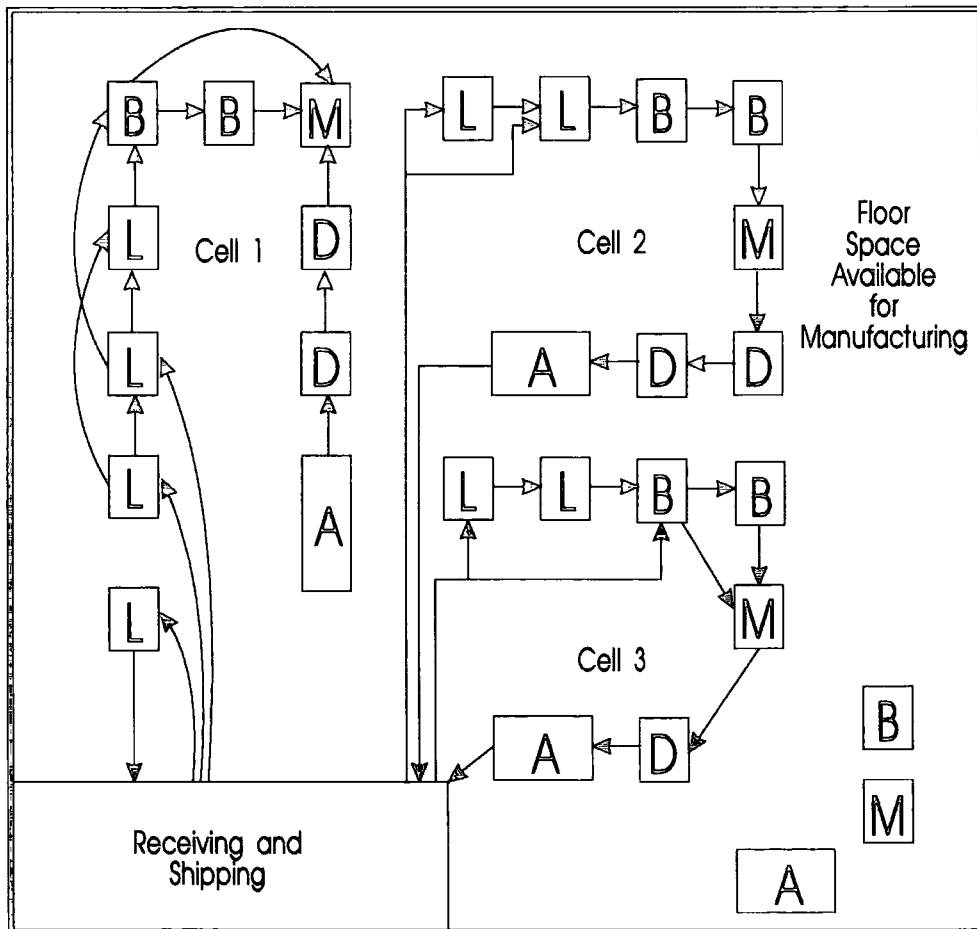 B B M
L Cell 1 D
L D
L A
L
L L B B
Cell 2 M
A D D
Floor
Space
Available
for
Manufacturing
L L B B
M
Cell 3
A D
B
M
A
Receiving and
Shipping